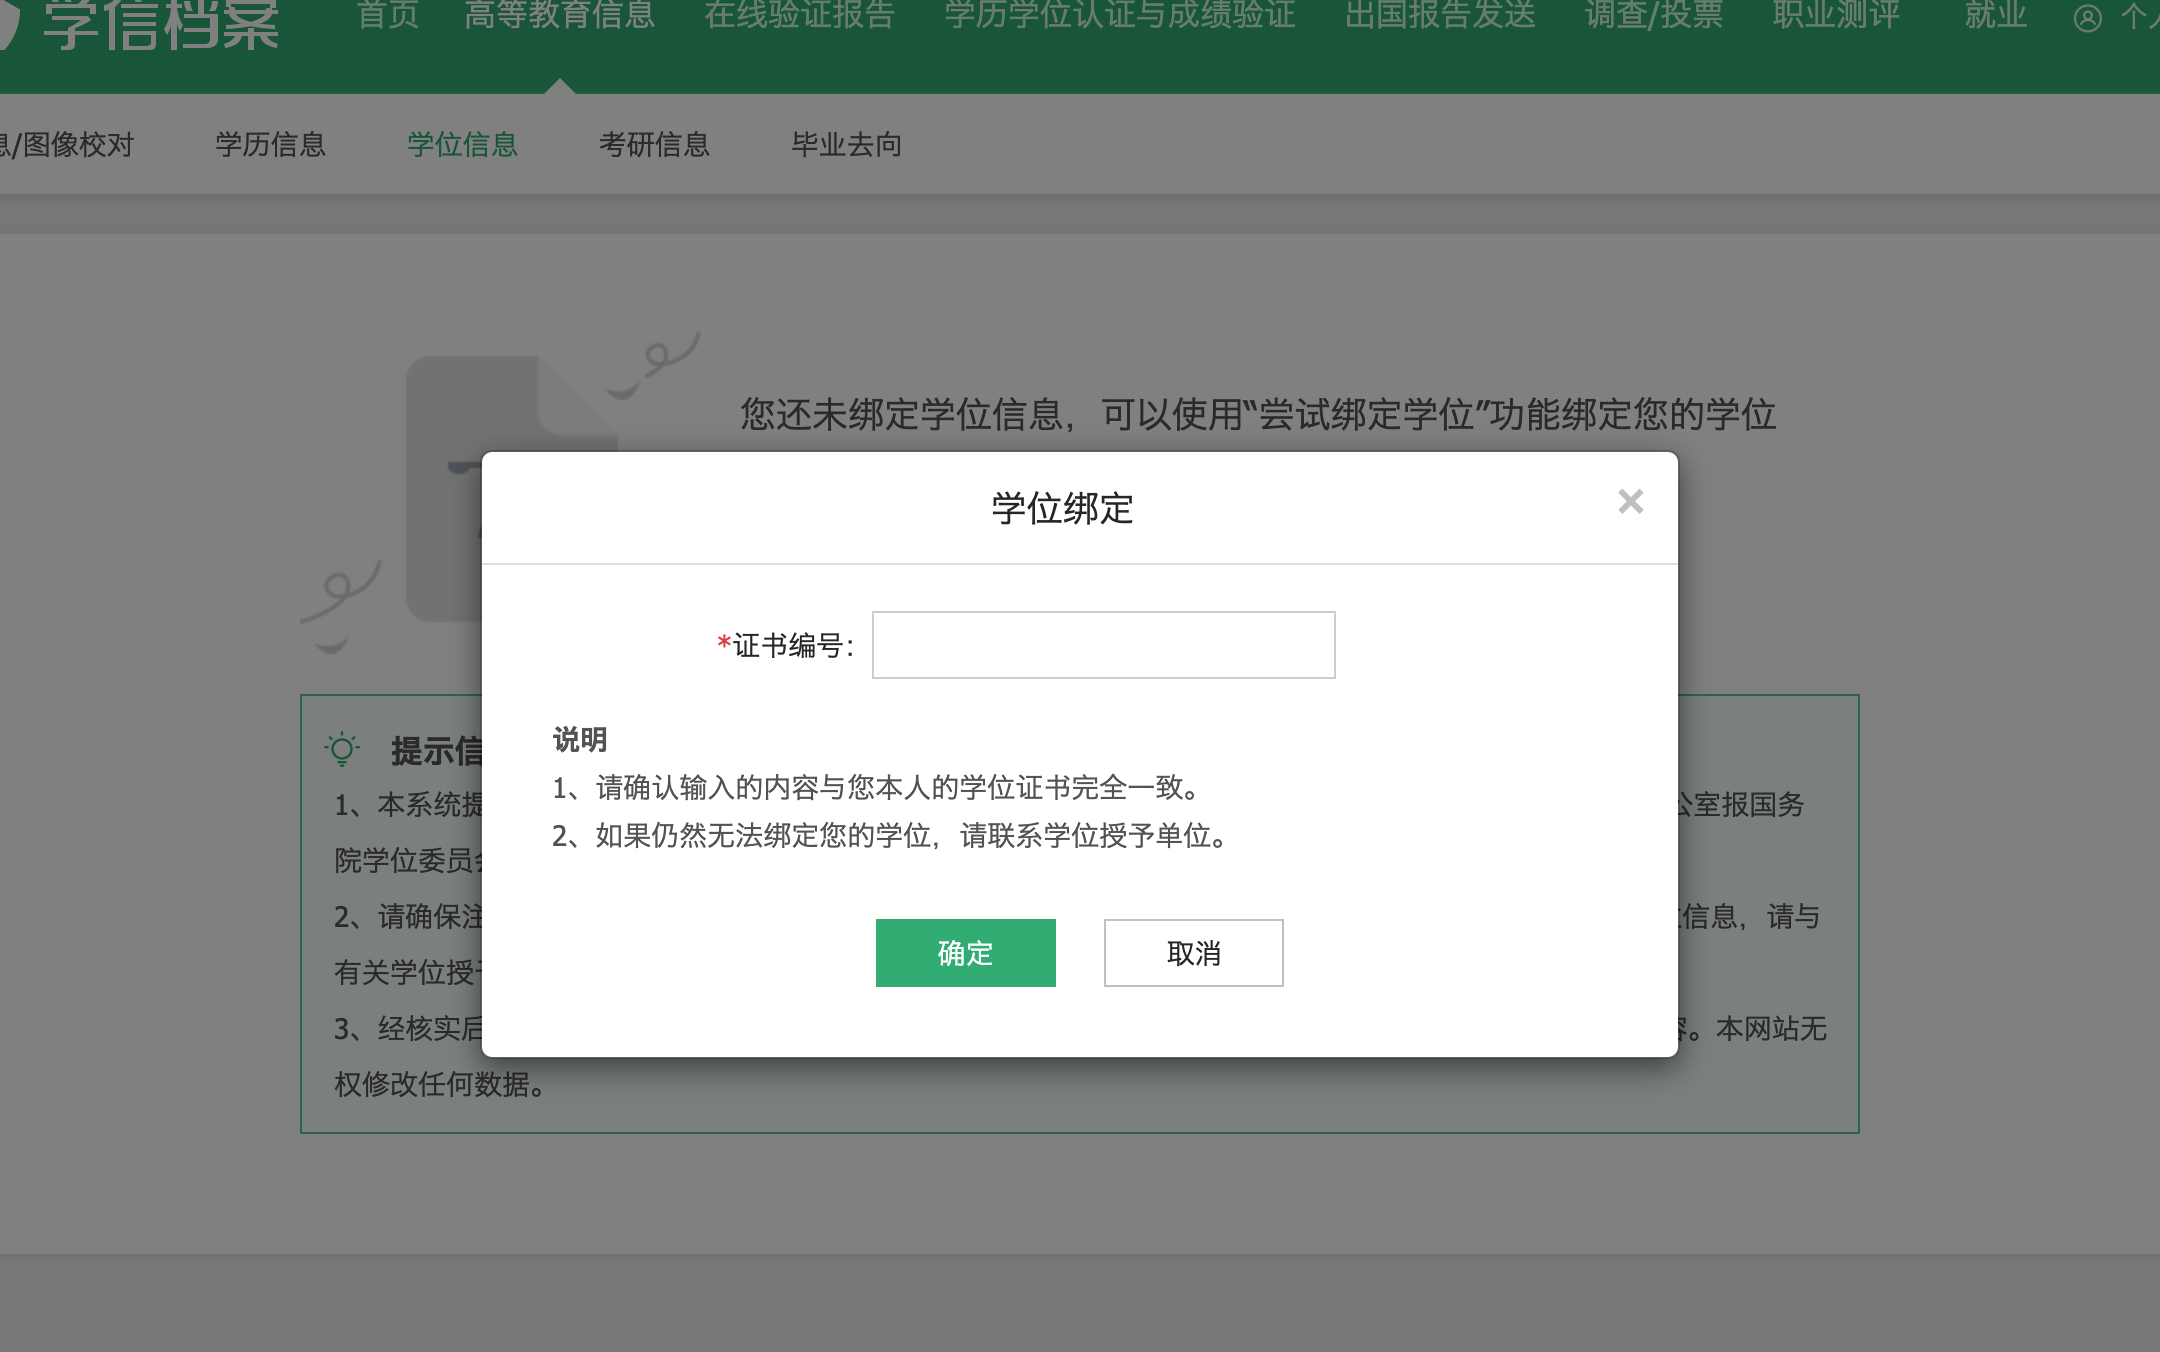 学信档案 首页 高等教育信息 在线验证报告 学历学位认证与成绩验证 出国报告发送 调查/投票 职业测评 就业 个
/图像校对 学历信息 学位信息 考研信息 毕业去向
您还未绑定学位信息，可以使用“尝试绑定学位”功能绑定您的学位
学位绑定
*证书编号：
说明
1、请确认输入的内容与您本人的学位证书完全一致。
2、如果仍然无法绑定您的学位，请联系学位授予单位。
确定 取消
提示信
1、本系统提 公室报国务
院学位委员会
2、请确保注 信息，请与
有关学位授
3、经核实后 。本网站无
权修改任何数据。